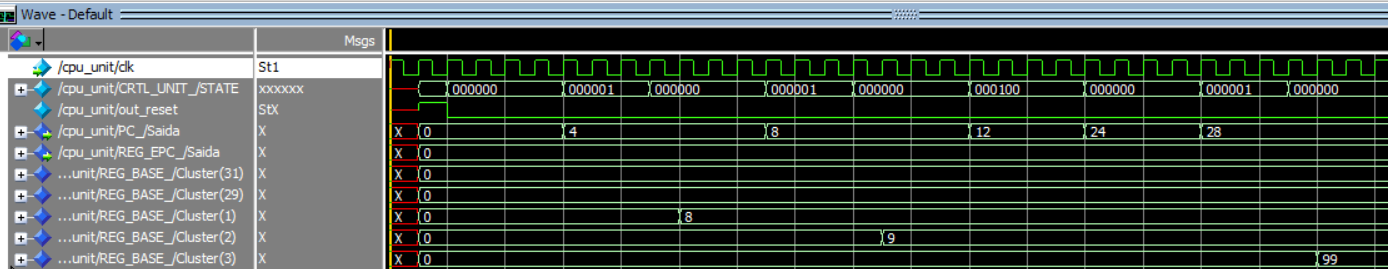 Wave - Default
Msgs
/cpu_unit/clk St1
/cpu_unit/CRTL_UNIT_/STATE xxxxxx 000000 000001 000000 000001 000000 000100 000000 000001 000000
/cpu_unit/out_reset StX
/cpu_unit/PC_/Saida X X 0 4 8 12 24 28
/cpu_unit/REG_EPC_/Saida X X 0
...unit/REG_BASE_/Cluster(31) X X 0
...unit/REG_BASE_/Cluster(29) X X 0
...unit/REG_BASE_/Cluster(1) X X 0 8
...unit/REG_BASE_/Cluster(2) X X 0 9
...unit/REG_BASE_/Cluster(3) X X 0 99